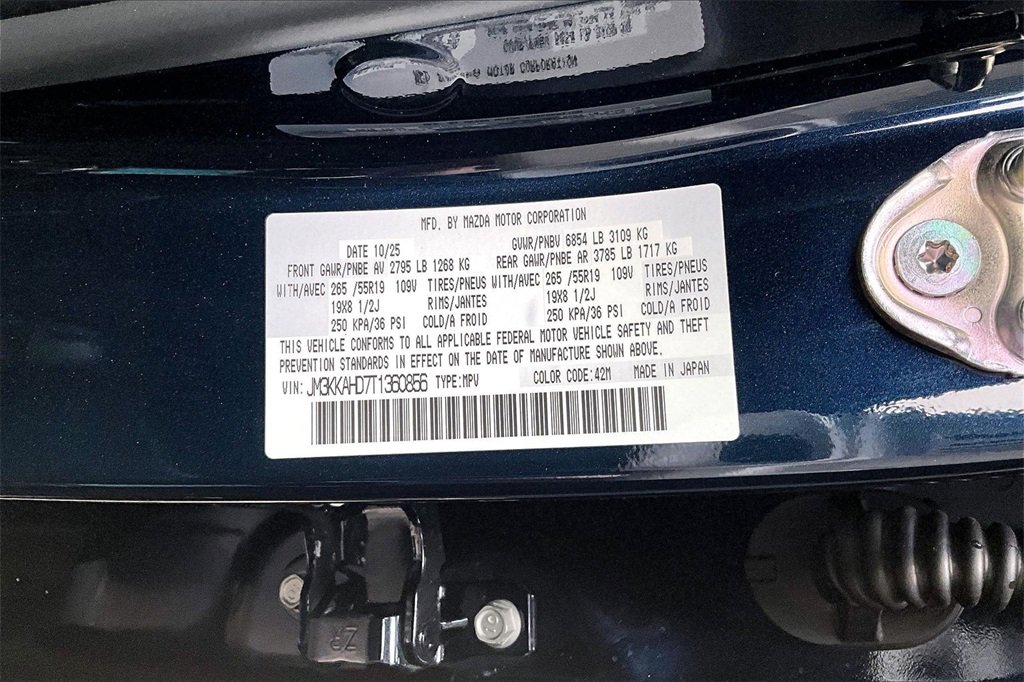 MFD. BY MAZDA MOTOR CORPORATION
DATE 10/25 GVWR/PNBV 6854 LB 3109 KG
FRONT GAWR/PNBE AV 2795 LB 1268 KG REAR GAWR/PNBE AR 3785 LB 1717 KG
WITH/AVEC 265 /55R19 109V TIRES/PNEUS WITH/AVEC 265 /55R19 109V TIRES/PNEUS
19X8 1/2J RIMS/JANTES 19X8 1/2J RIMS/JANTES
250 KPA/36 PSI COLD/A FROID 250 KPA/36 PSI COLD/A FROID
THIS VEHICLE CONFORMS TO ALL APPLICABLE FEDERAL MOTOR VEHICLE SAFETY AND THEFT
PREVENTION STANDARDS IN EFFECT ON THE DATE OF MANUFACTURE SHOWN ABOVE.
VIN: JM3KKAHD7T1360856 TYPE:MPV COLOR CODE:42M MADE IN JAPAN
ZR